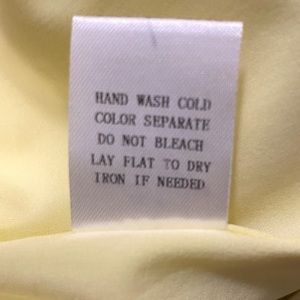 HAND WASH COLD
COLOR SEPARATE
DO NOT BLEACH
LAY FLAT TO DRY
IRON IF NEEDED